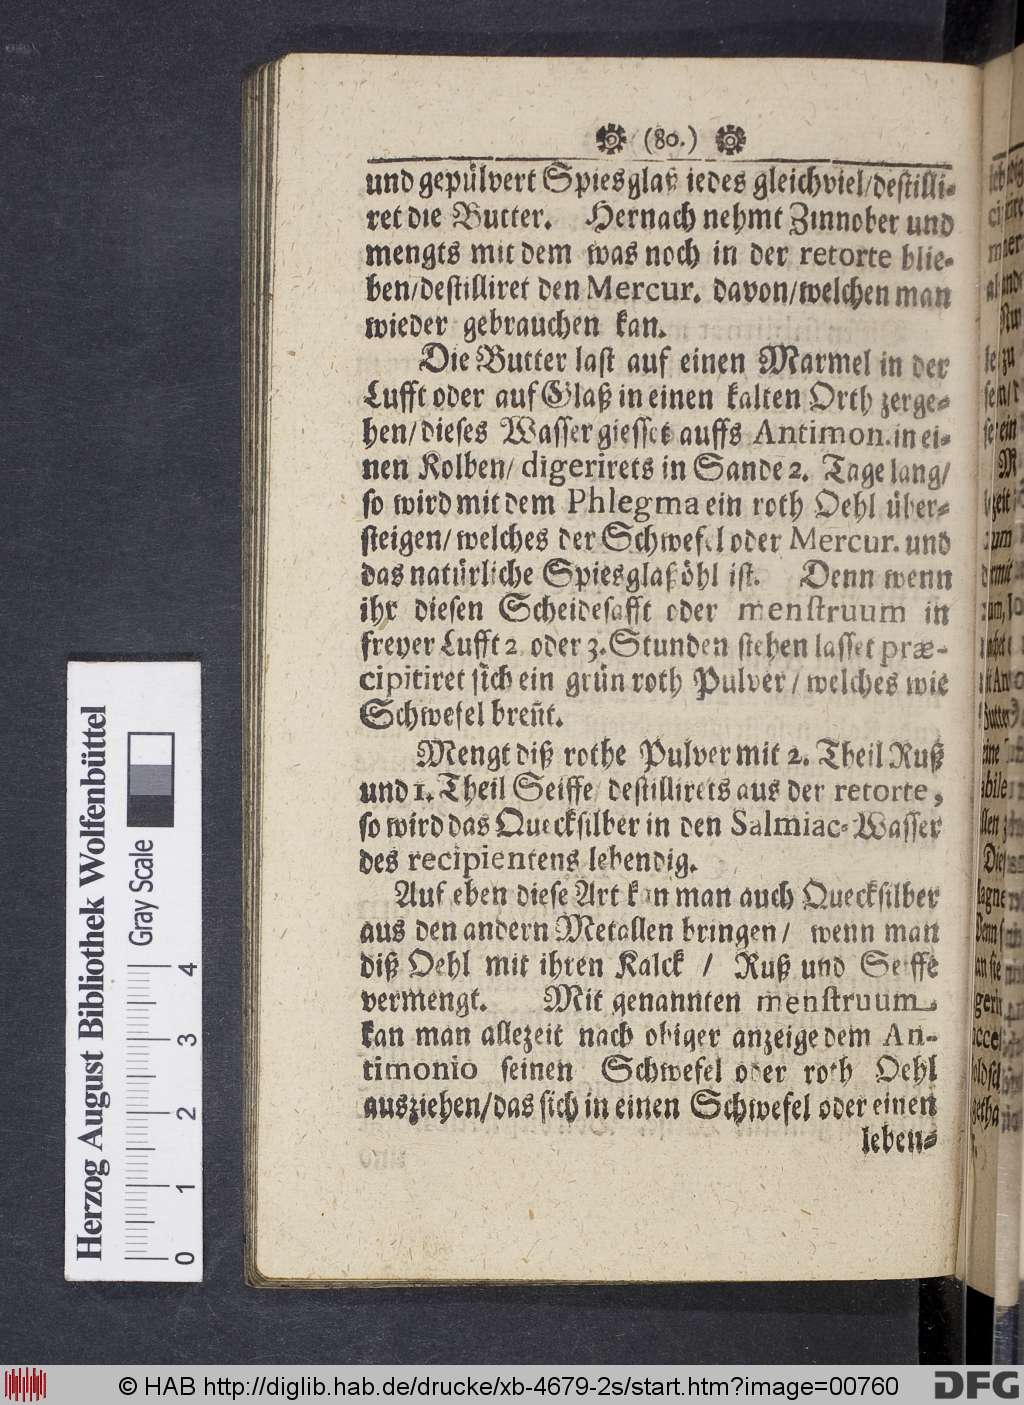 (80.)
und gepülvert Spiesglaß iedes gleichviel/destilli-
ret die Butter. Hernach nehmt Zinnober und
mengts mit dem was noch in der retorte blie-
ben/destilliret den Mercur. davon/welchen man
wieder gebrauchen kan.
Die Butter last auf einen Marmel in der
Lufft oder auf Glaß in einen kalten Orth zerge-
hen/dieses Wasser giesset auffs Antimon. in ei-
nen Kolben/ digerirets in Sande 2. Tage lang/
so wird mit dem Phlegma ein roth Oehl über-
steigen/welches der Schwefel oder Mercur. und
das natürliche Spiesglaßöhl ist. Denn wenn
ihr diesen Scheidesafft oder menstruum in
freyer Lufft 2 oder 3. Stunden stehen lasset præ-
cipitiret sich ein grün roth Pulver/welches wie
Schwefel breñt.
Mengt diß rothe Pulver mit 2. Theil Ruß
und 1. Theil Seiffe/ destillirets aus der retorte,
so wird das Quecksilber in den Salmiac-Wasser
des recipientens lebendig.
Auf eben diese Art kan man auch Quecksilber
aus den andern Metallen bringen/ wenn man
diß Oehl mit ihren Kalck / Ruß und Seiffe
vermengt. Mit genannten menstruum
kan man allezeit nach obiger anzeige dem An-
timonio seinen Schwefel oder roth Oehl
ausziehen/das sich in einen Schwefel oder einen
leben-
Herzog August Bibliothek Wolfenbüttel
Gray Scale
0 1 2 3 4
© HAB http://diglib.hab.de/drucke/xb-4679-2s/start.htm?image=00760
DFG